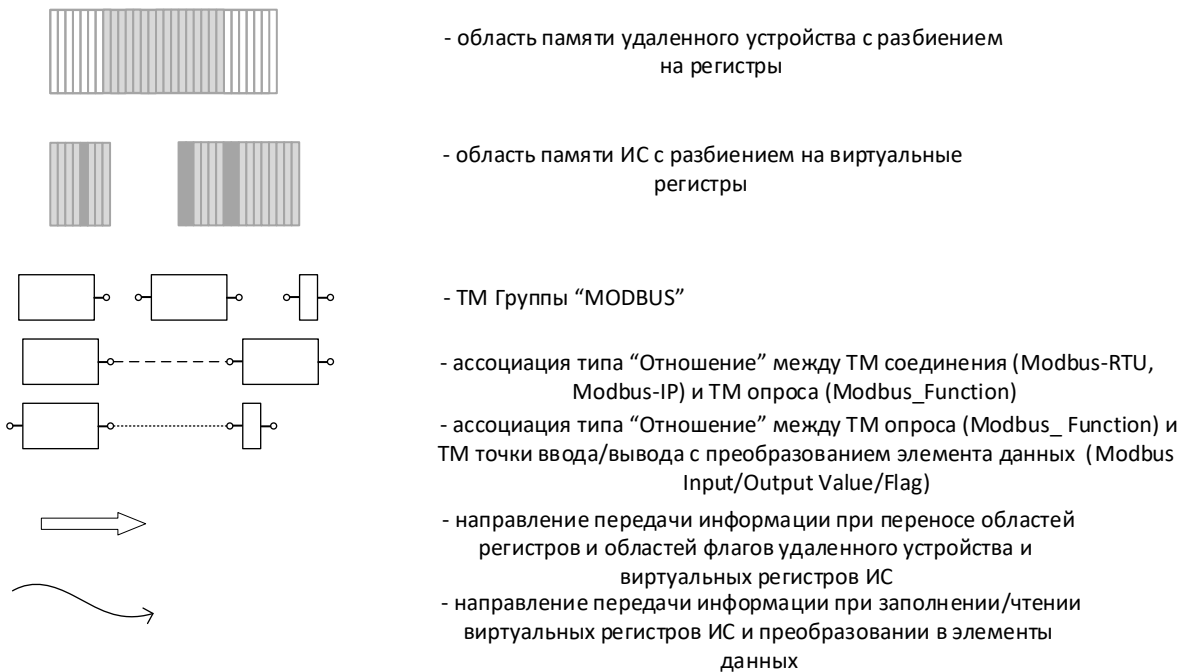 - область памяти удаленного устройства с разбиением
на регистры
- область памяти ИС с разбиением на виртуальные
регистры
- ТМ Группы “MODBUS”
- ассоциация типа “Отношение” между ТМ соединения (Modbus-RTU,
Modbus-IP) и ТМ опроса (Modbus_Function)
- ассоциация типа “Отношение” между ТМ опроса (Modbus_ Function) и
ТМ точки ввода/вывода с преобразованием элемента данных (Modbus
Input/Output Value/Flag)
- направление передачи информации при переносе областей
регистров и областей флагов удаленного устройства и
виртуальных регистров ИС
- направление передачи информации при заполнении/чтении
виртуальных регистров ИС и преобразовании в элементы
данных